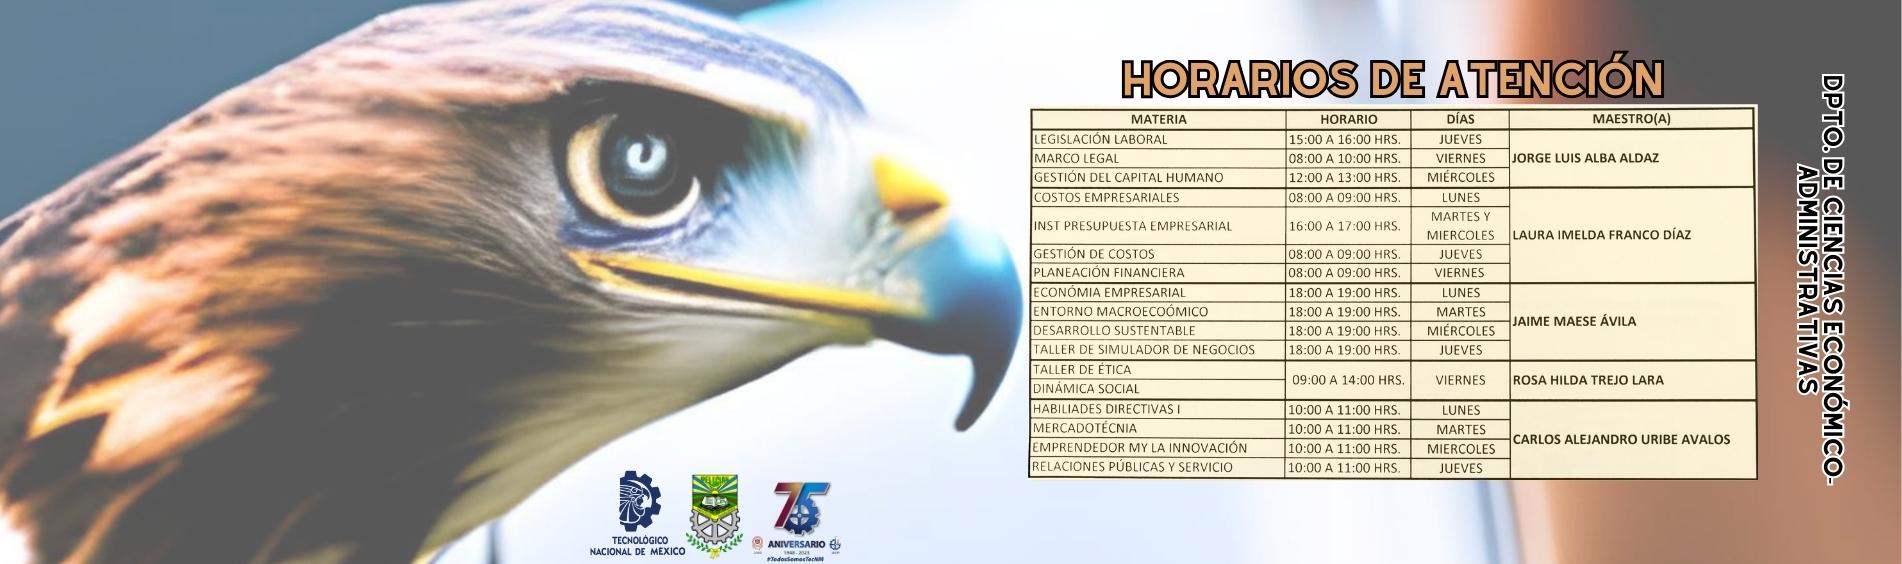 HORARIOS DE ATENCIÓN
MATERIA HORARIO DÍAS MAESTRO(A)
LEGISLACIÓN LABORAL 15:00 A 16:00 HRS. JUEVES
MARCO LEGAL 08:00 A 10:00 HRS. VIERNES JORGE LUIS ALBA ALDAZ
GESTIÓN DEL CAPITAL HUMANO 12:00 A 13:00 HRS. MIÉRCOLES
COSTOS EMPRESARIALES 08:00 A 09:00 HRS. LUNES
INST PRESUPUESTA EMPRESARIAL 16:00 A 17:00 HRS. MARTES Y
MIERCOLES LAURA IMELDA FRANCO DÍAZ
GESTIÓN DE COSTOS 08:00 A 09:00 HRS. JUEVES
PLANEACIÓN FINANCIERA 08:00 A 09:00 HRS. VIERNES
ECONÓMIA EMPRESARIAL 18:00 A 19:00 HRS. LUNES
ENTORNO MACROECOÓMICO 18:00 A 19:00 HRS. MARTES JAIME MAESE ÁVILA
DESARROLLO SUSTENTABLE 18:00 A 19:00 HRS. MIÉRCOLES
TALLER DE SIMULADOR DE NEGOCIOS 18:00 A 19:00 HRS. JUEVES
TALLER DE ÉTICA 09:00 A 14:00 HRS. VIERNES ROSA HILDA TREJO LARA
DINÁMICA SOCIAL
HABILIADES DIRECTIVAS I 10:00 A 11:00 HRS. LUNES
MERCADOTÉCNIA 10:00 A 11:00 HRS. MARTES CARLOS ALEJANDRO URIBE AVALOS
EMPRENDEDOR MY LA INNOVACIÓN 10:00 A 11:00 HRS. MIERCOLES
RELACIONES PÚBLICAS Y SERVICIO 10:00 A 11:00 HRS. JUEVES
DPTO. DE CIENCIAS ECONÓMICO-
ADMINISTRATIVAS
TECNOLÓGICO
NACIONAL DE MÉXICO
DELICIAS
75
ANIVERSARIO
1948 - 2023
#TodosSomosTecNM